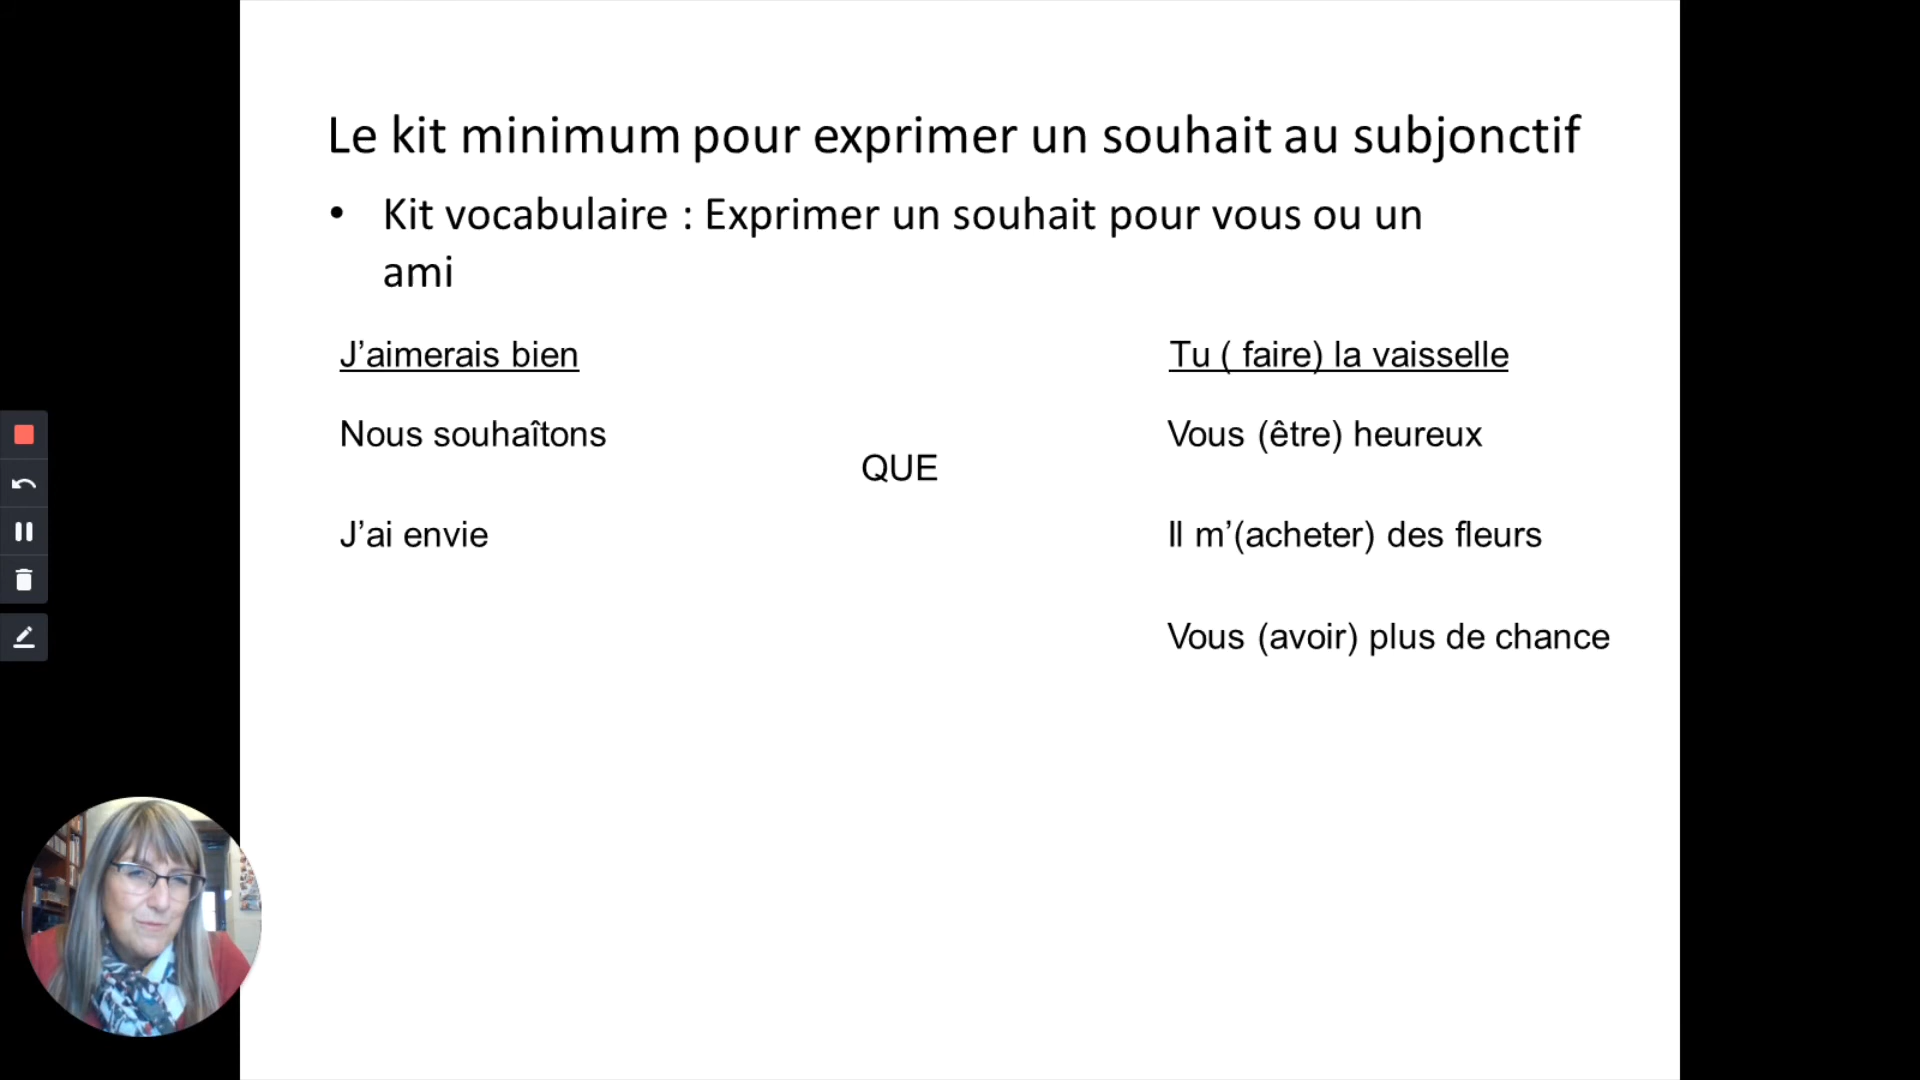 Le kit minimum pour exprimer un souhait au subjonctif
• Kit vocabulaire : Exprimer un souhait pour vous ou un
ami
J’aimerais bien
Tu ( faire) la vaisselle
Nous souhaîtons
Vous (être) heureux
QUE
J’ai envie
Il m’(acheter) des fleurs
Vous (avoir) plus de chance